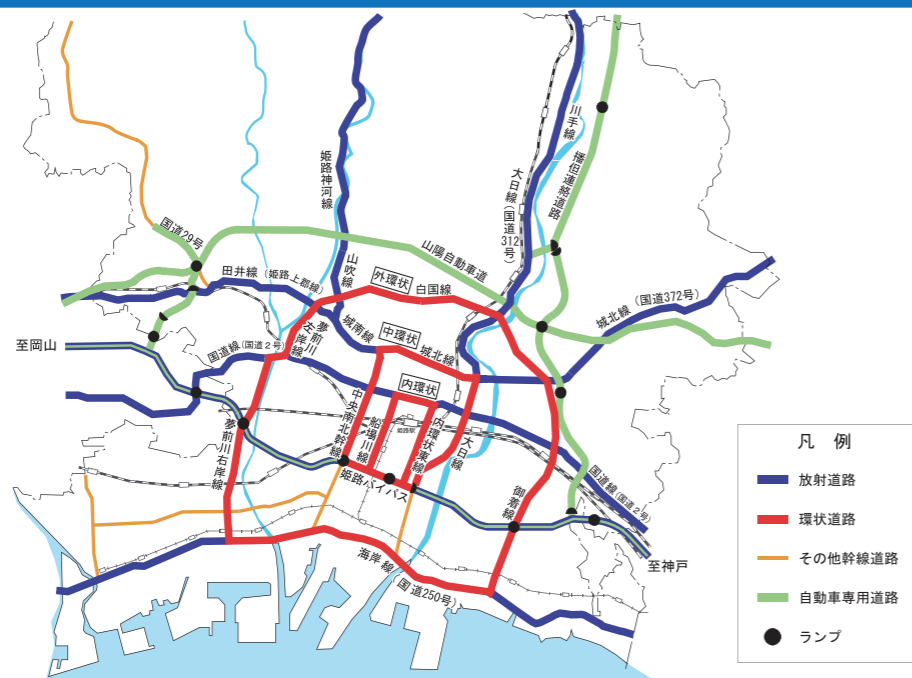 川手線
播但連絡道路
大日線(国道312号)
姫路神河線
国道29号
山陽自動車道
山吹線
田井線(姫路上郡線)
外環状
白国線
城北線(国道372号)
夢前川左岸線
城南線
中環状
城北線
至岡山
国道線(国道2号)
内環状
中央南北幹線
船場川線
姫路駅
内環状東線
大日線
夢前川右岸線
姫路バイパス
御着線
国道線(国道2号)
至神戸
海岸線(国道250号)
凡 例
放射道路
環状道路
その他幹線道路
自動車専用道路
ランプ